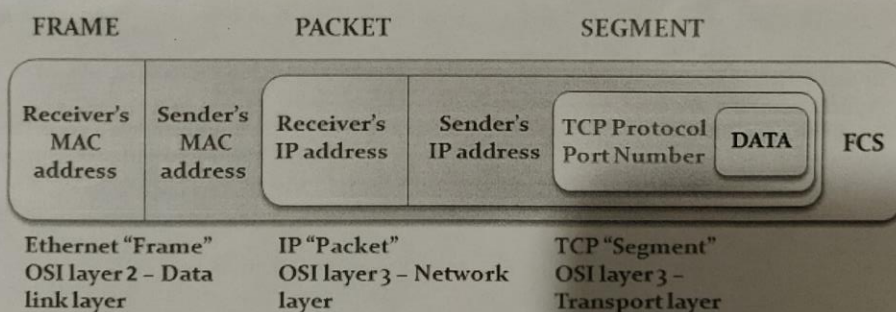 FRAME PACKET SEGMENT
Receiver's
MAC
address
Sender's
MAC
address
Receiver's
IP address
Sender's
IP address
TCP Protocol
Port Number
DATA
FCS
Ethernet “Frame”
OSI layer 2 – Data
link layer
IP “Packet”
OSI layer 3 – Network
layer
TCP “Segment”
OSI layer 3 –
Transport layer